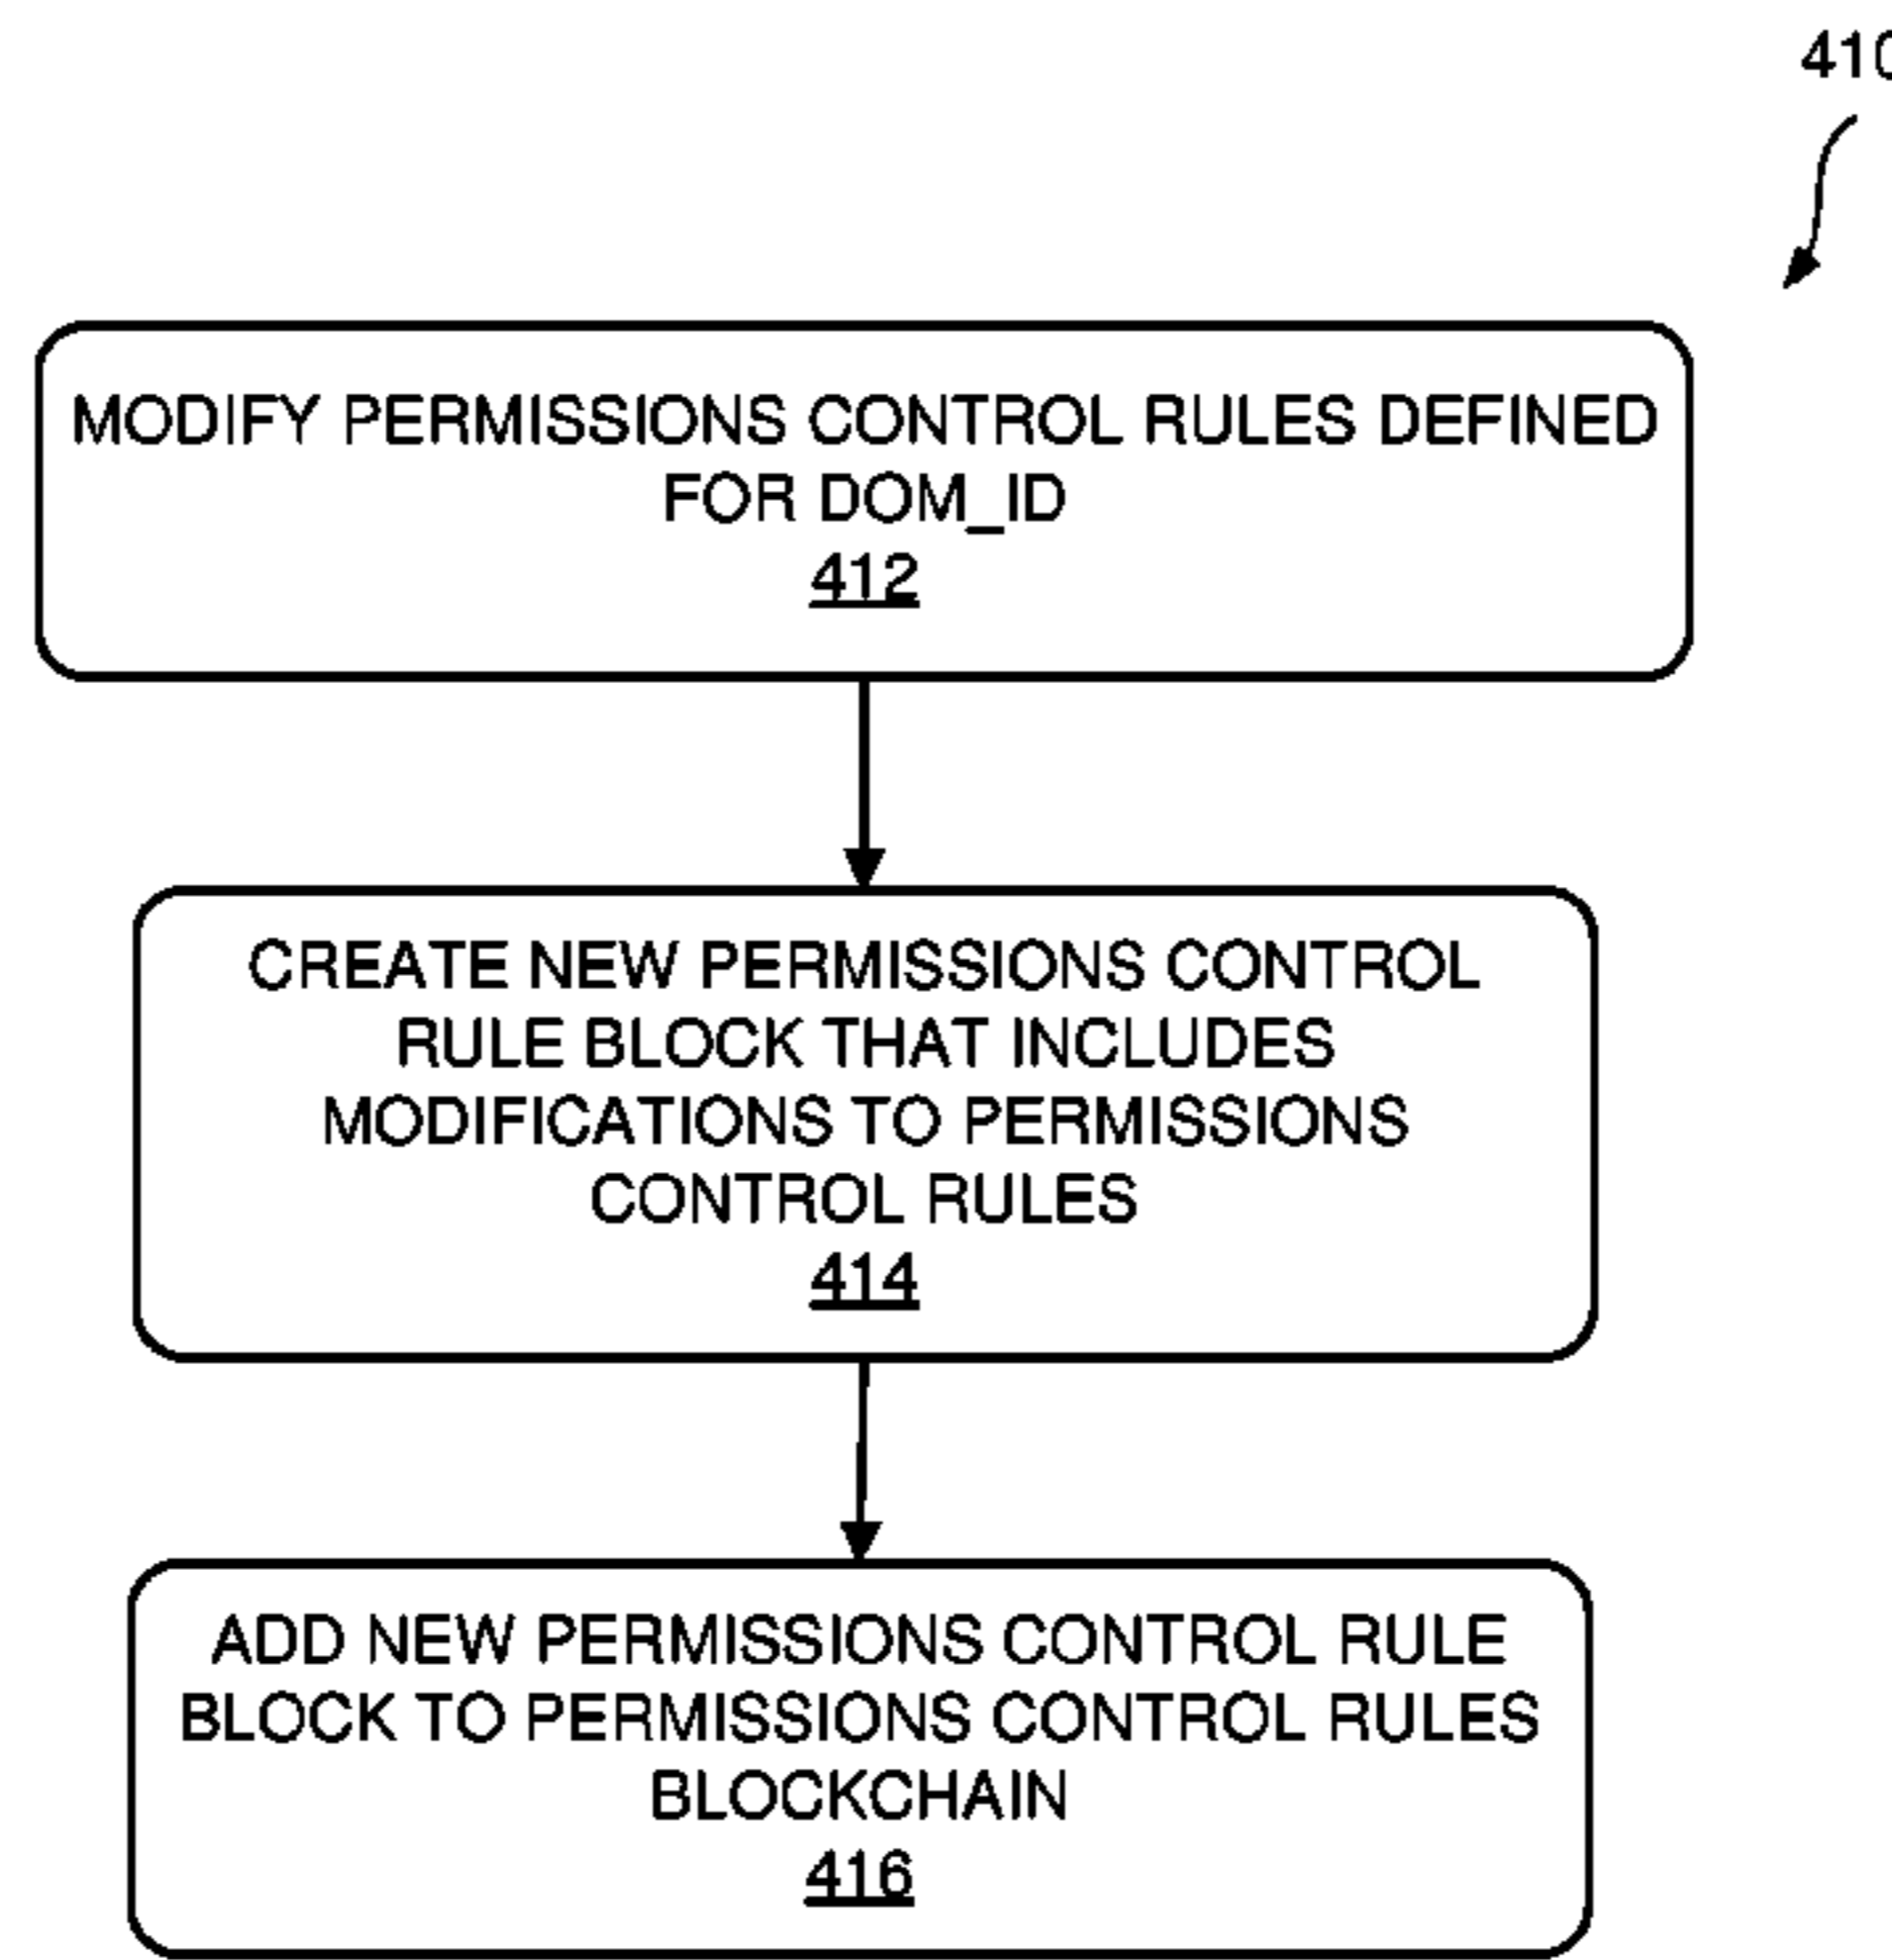 410
MODIFY PERMISSIONS CONTROL RULES DEFINED
FOR DOM_ID
412
CREATE NEW PERMISSIONS CONTROL
RULE BLOCK THAT INCLUDES
MODIFICATIONS TO PERMISSIONS
CONTROL RULES
414
ADD NEW PERMISSIONS CONTROL RULE
BLOCK TO PERMISSIONS CONTROL RULES
BLOCKCHAIN
416